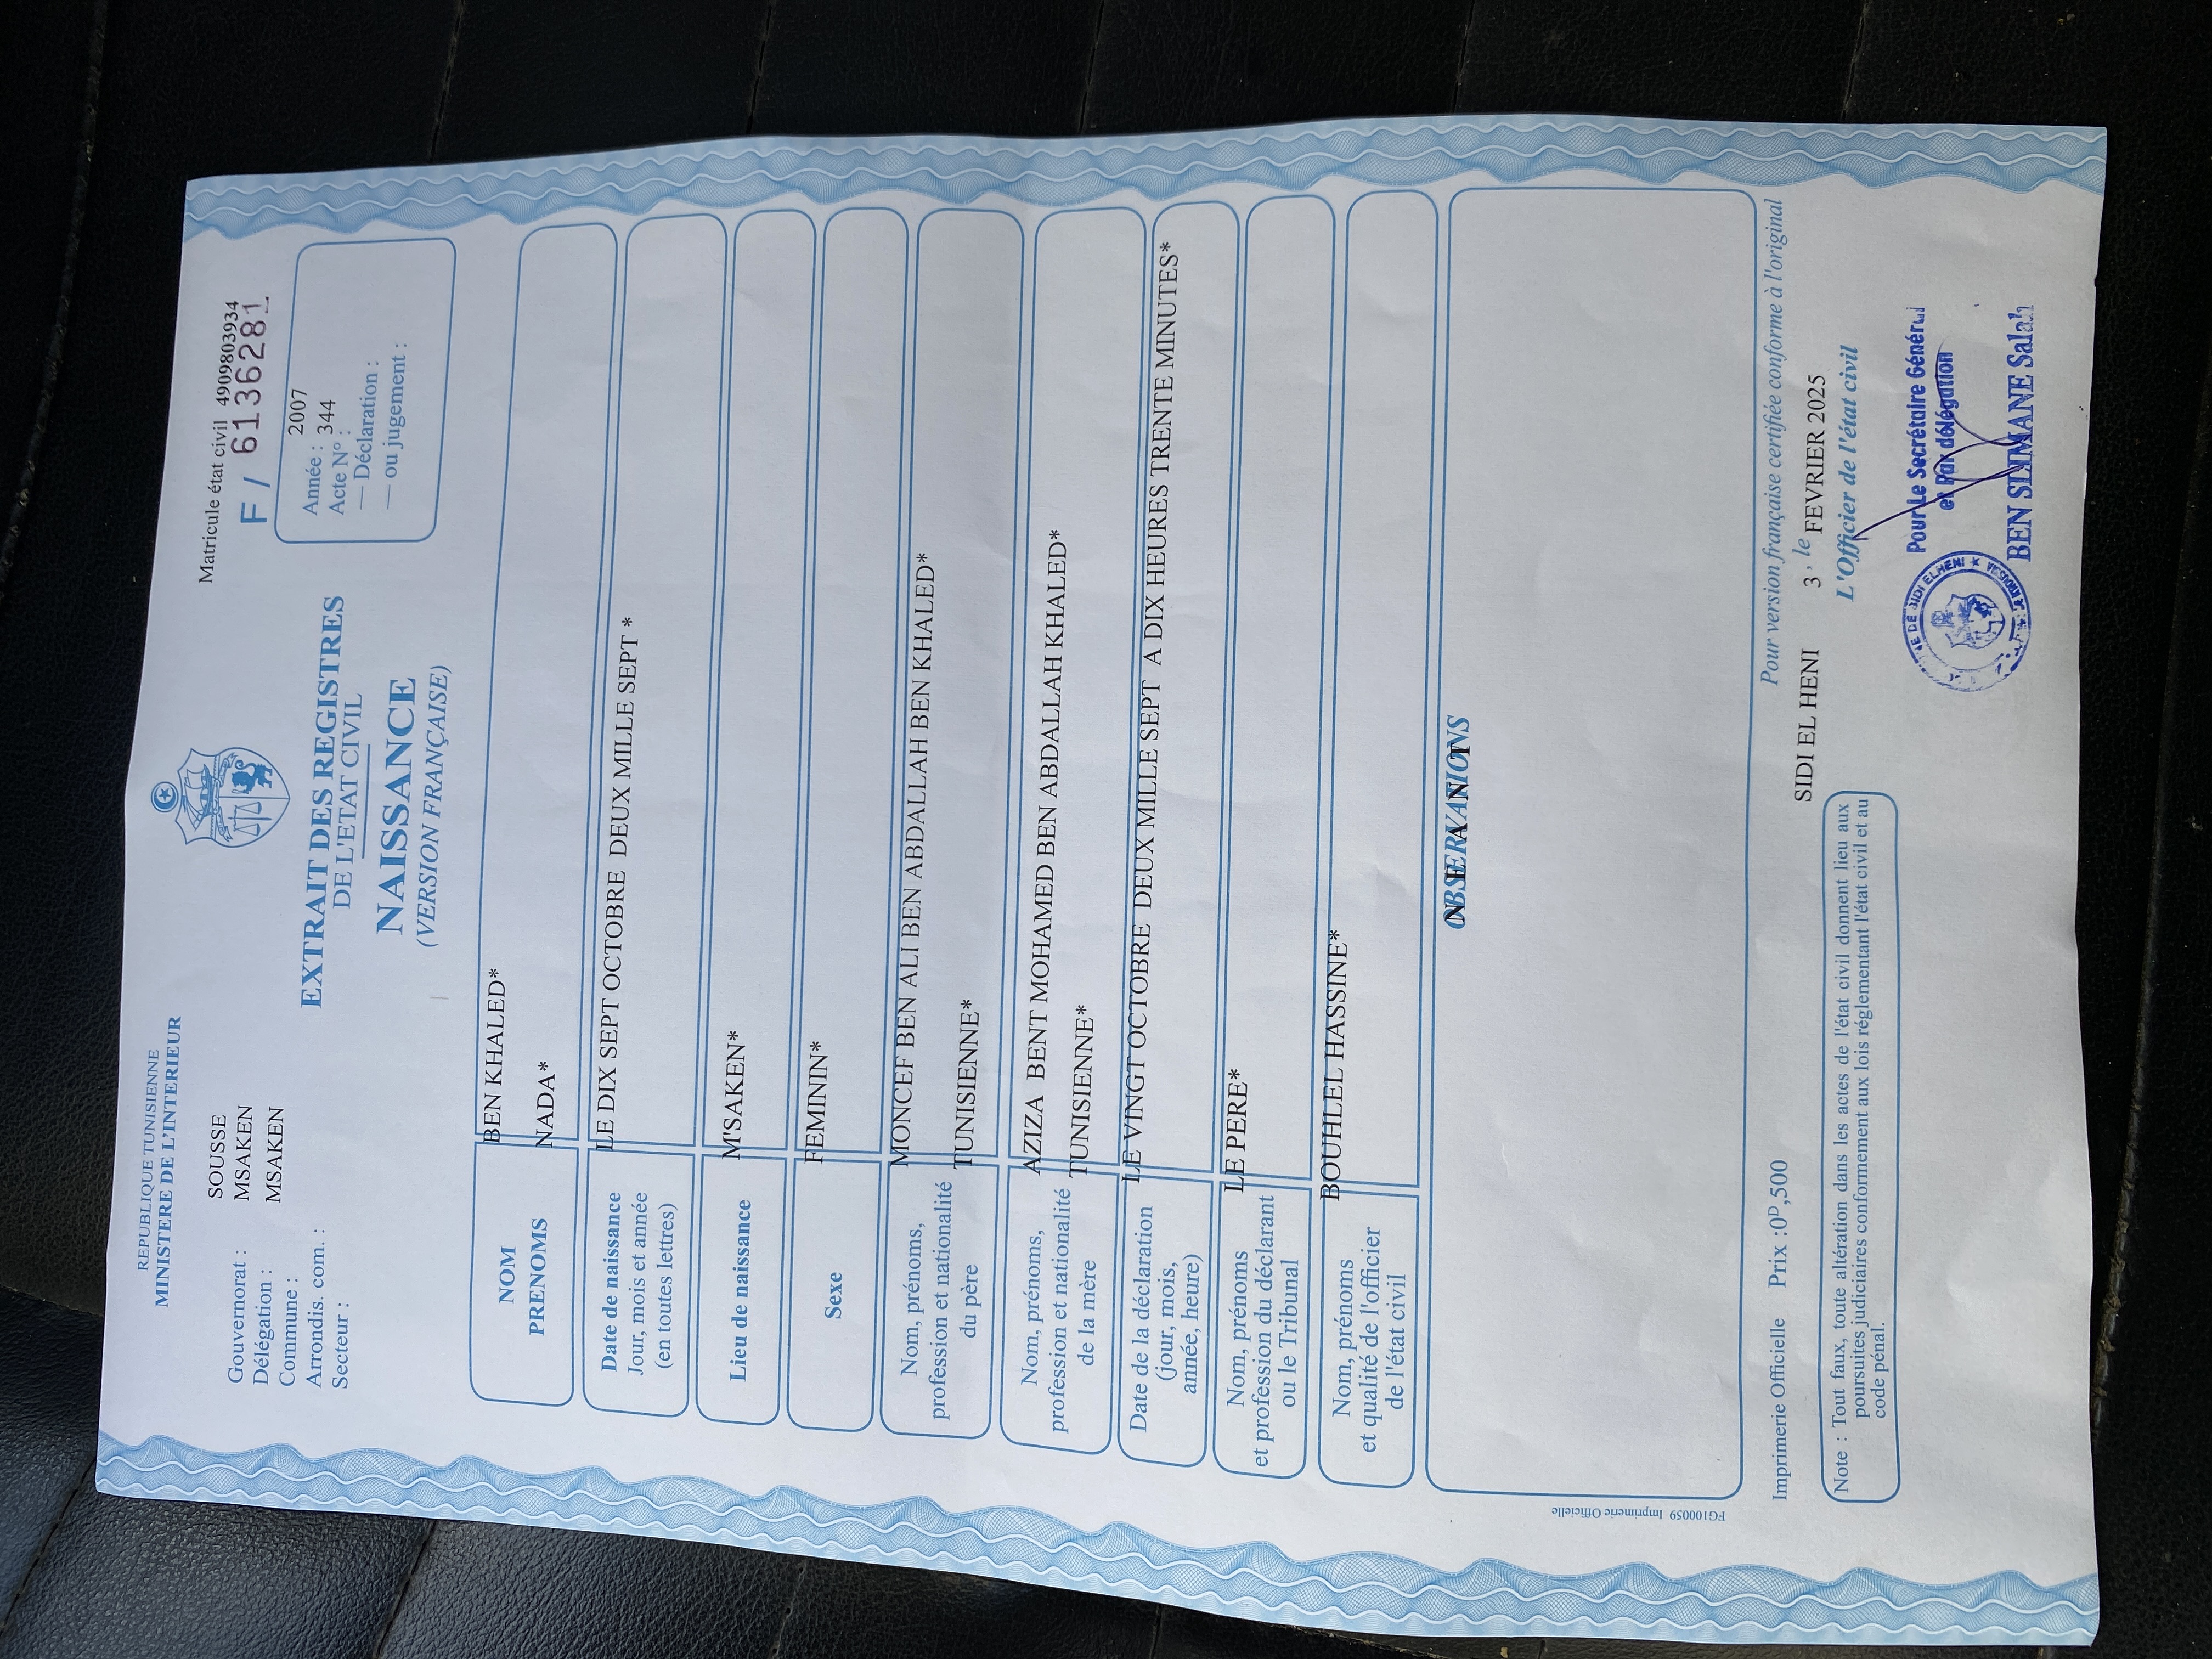 REPUBLIQUE TUNISIENNE
MINISTERE DE L'INTERIEUR
Gouvernorat : SOUSSE
Délégation : MSAKEN
Commune : MSAKEN
Arrondis. com. :
Secteur :
Matricule état civil 4909803934
F / 6136281
Année : 2007
Acte N° : 344
— Déclaration :
— ou jugement :
EXTRAIT DES REGISTRES
DE L'ETAT CIVIL
NAISSANCE
(VERSION FRANÇAISE)
NOM BEN KHALED*
PRENOMS NADA*
Date de naissance
Jour, mois et année
(en toutes lettres)
LE DIX SEPT OCTOBRE DEUX MILLE SEPT *
Lieu de naissance M'SAKEN*
Sexe FEMININ*
Nom, prénoms,
profession et nationalité
du père
MONCEF BEN ALI BEN ABDALLAH BEN KHALED*
TUNISIENNE*
Nom, prénoms,
profession et nationalité
de la mère
AZIZA BENT MOHAMED BEN ABDALLAH KHALED*
TUNISIENNE*
Date de la déclaration
(jour, mois,
année, heure)
LE VINGT OCTOBRE DEUX MILLE SEPT A DIX HEURES TRENTE MINUTES*
Nom, prénoms
et profession du déclarant
ou le Tribunal
LE PERE*
Nom, prénoms
et qualité de l'officier
de l'état civil
BOUHLEL HASSINE*
OBSERVATIONS
FG100059 Imprimerie Officielle
Imprimerie Officielle Prix :0D,500
Pour version française certifiée conforme à l'original
SIDI EL HENI 3 , le FEVRIER 2025
L'Officier de l'état civil
Note : Tout faux, toute altération dans les actes de l'état civil donnent lieu aux
poursuites judiciaires conformement aux lois réglementant l'état civil et au
code pénal.
Pour Le Secrétaire Général
et par délégation
BEN SLIMANE Salah
DE SIDI ELHENI